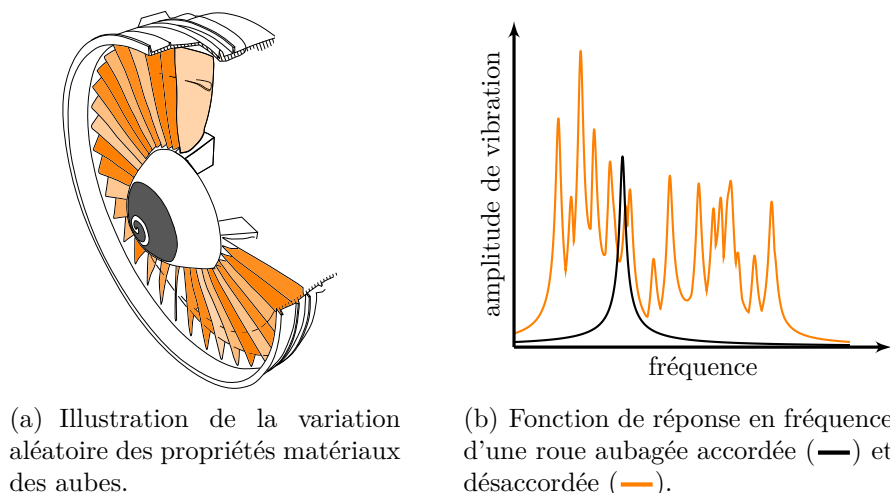 amplitude de vibration
fréquence
(a) Illustration de la variation
aléatoire des propriétés matériaux
des aubes.
(b) Fonction de réponse en fréquence
d'une roue aubagée accordée (—) et
désaccordée (—).